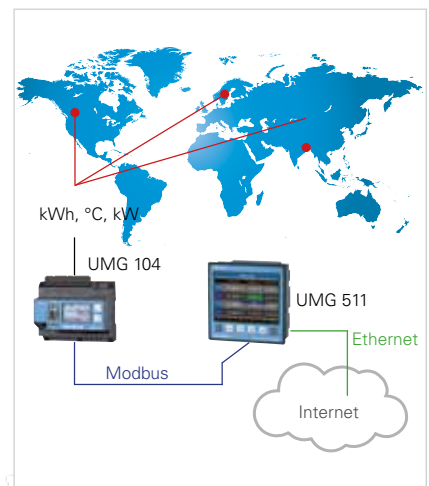 kWh, °C, kW
UMG 104
UMG 511
Ethernet
Modbus
Internet